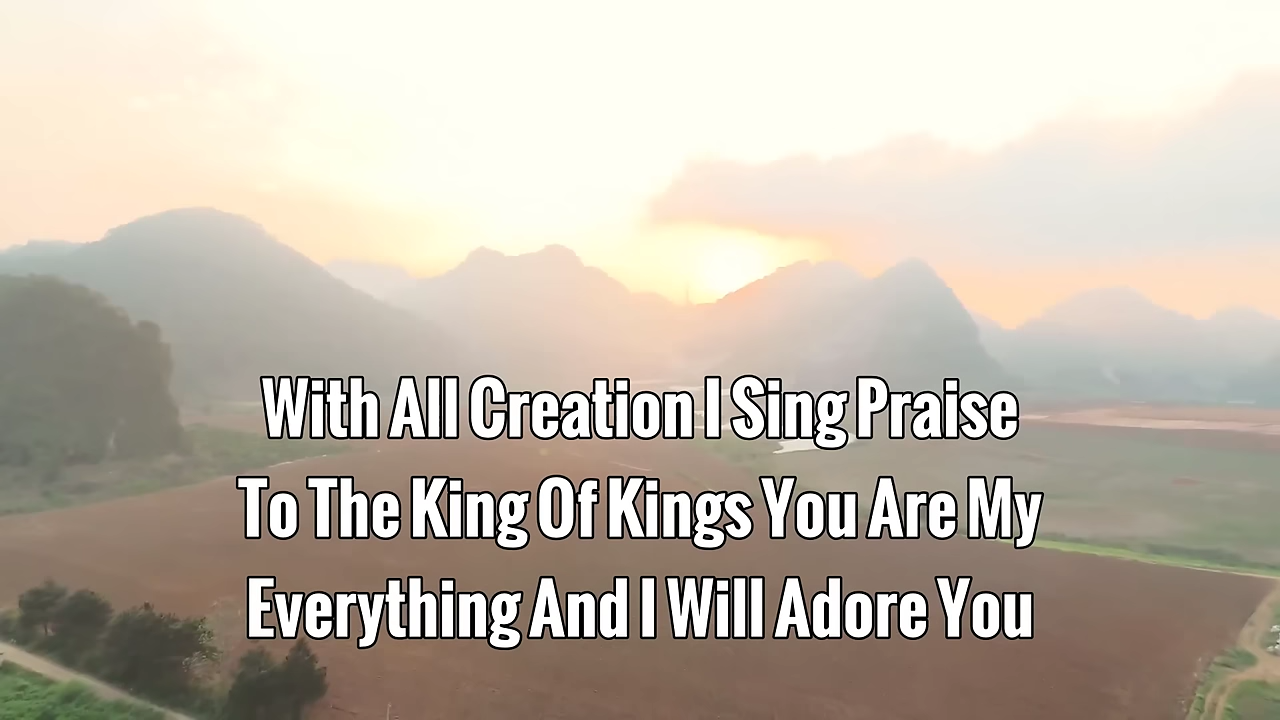 With All Creation I Sing Praise
To The King Of Kings You Are My
Everything And I Will Adore You